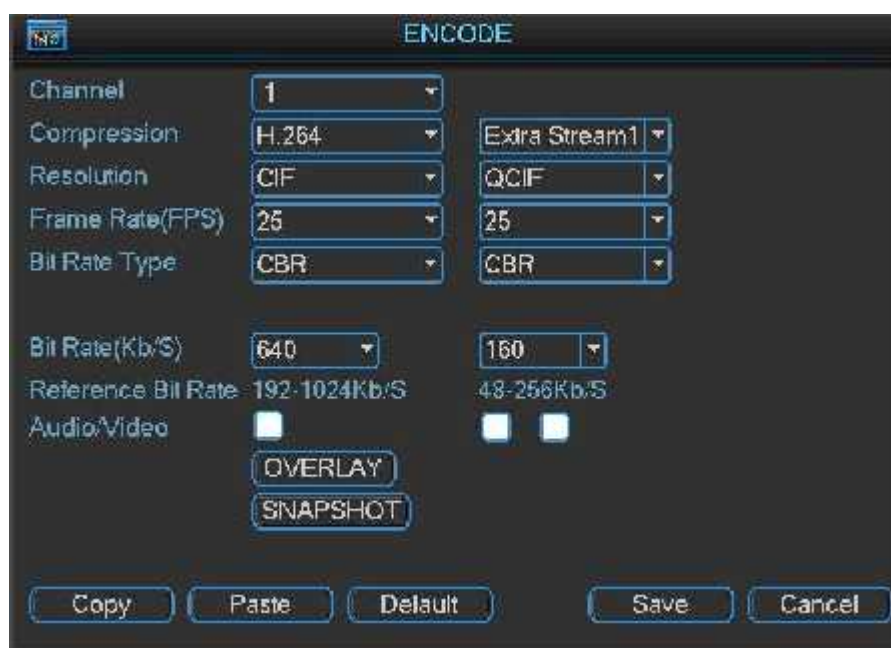 ENCODE
Channel 1
Compression H.264 Extra Stream1
Resolution CIF QCIF
Frame Rate(FPS) 25 25
Bit Rate Type CBR CBR
Bit Rate(Kb/S) 640 160
Reference Bit Rate 192-1024Kb/S 48-256Kb/S
Audio/Video
OVERLAY
SNAPSHOT
Copy Paste Default Save Cancel